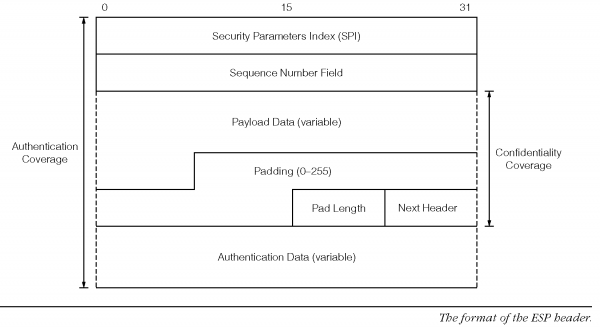 0 15 31
Security Parameters Index (SPI)
Sequence Number Field
Payload Data (variable)
Authentication
Coverage
Confidentiality
Coverage
Padding (0–255)
Pad Length Next Header
Authentication Data (variable)
The format of the ESP header.